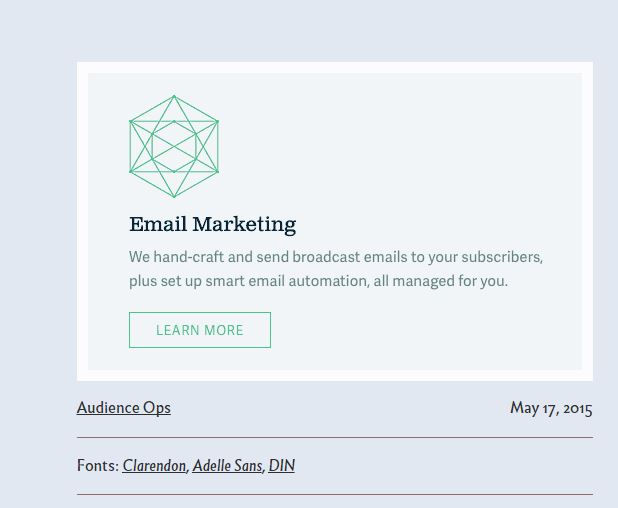 Email Marketing
We hand-craft and send broadcast emails to your subscribers,
plus set up smart email automation, all managed for you.
LEARN MORE
Audience Ops May 17, 2015
Fonts: Clarendon, Adelle Sans, DIN